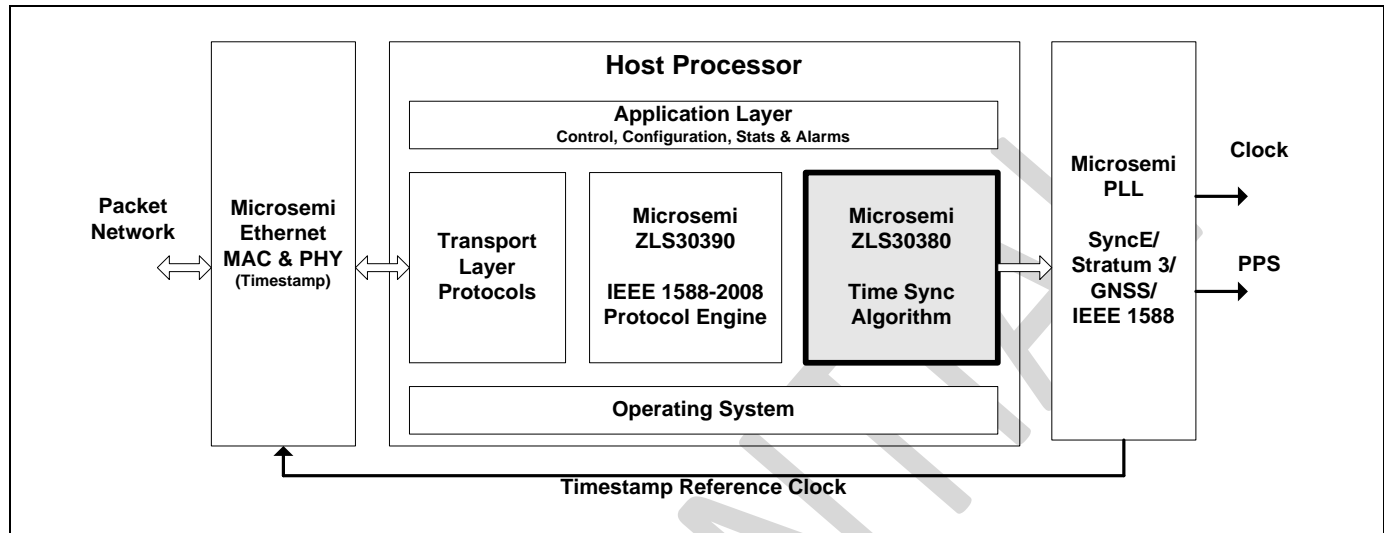 Host Processor
Application Layer
Control, Configuration, Stats & Alarms
Packet
Network
Microsemi
Ethernet
MAC & PHY
(Timestamp)
Transport
Layer
Protocols
Microsemi
ZLS30390
IEEE 1588-2008
Protocol Engine
Microsemi
ZLS30380
Time Sync
Algorithm
Operating System
Microsemi
PLL
SyncE/
Stratum 3/
GNSS/
IEEE 1588
Clock
PPS
Timestamp Reference Clock